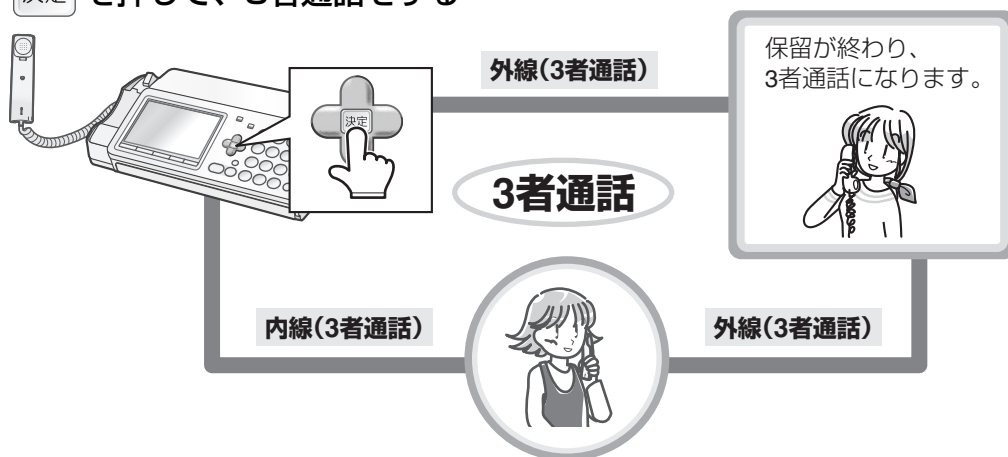 決定 を押して、3者通話をする
外線(3者通話)
保留が終わり、
3者通話になります。
決定
3者通話
内線(3者通話)
外線(3者通話)